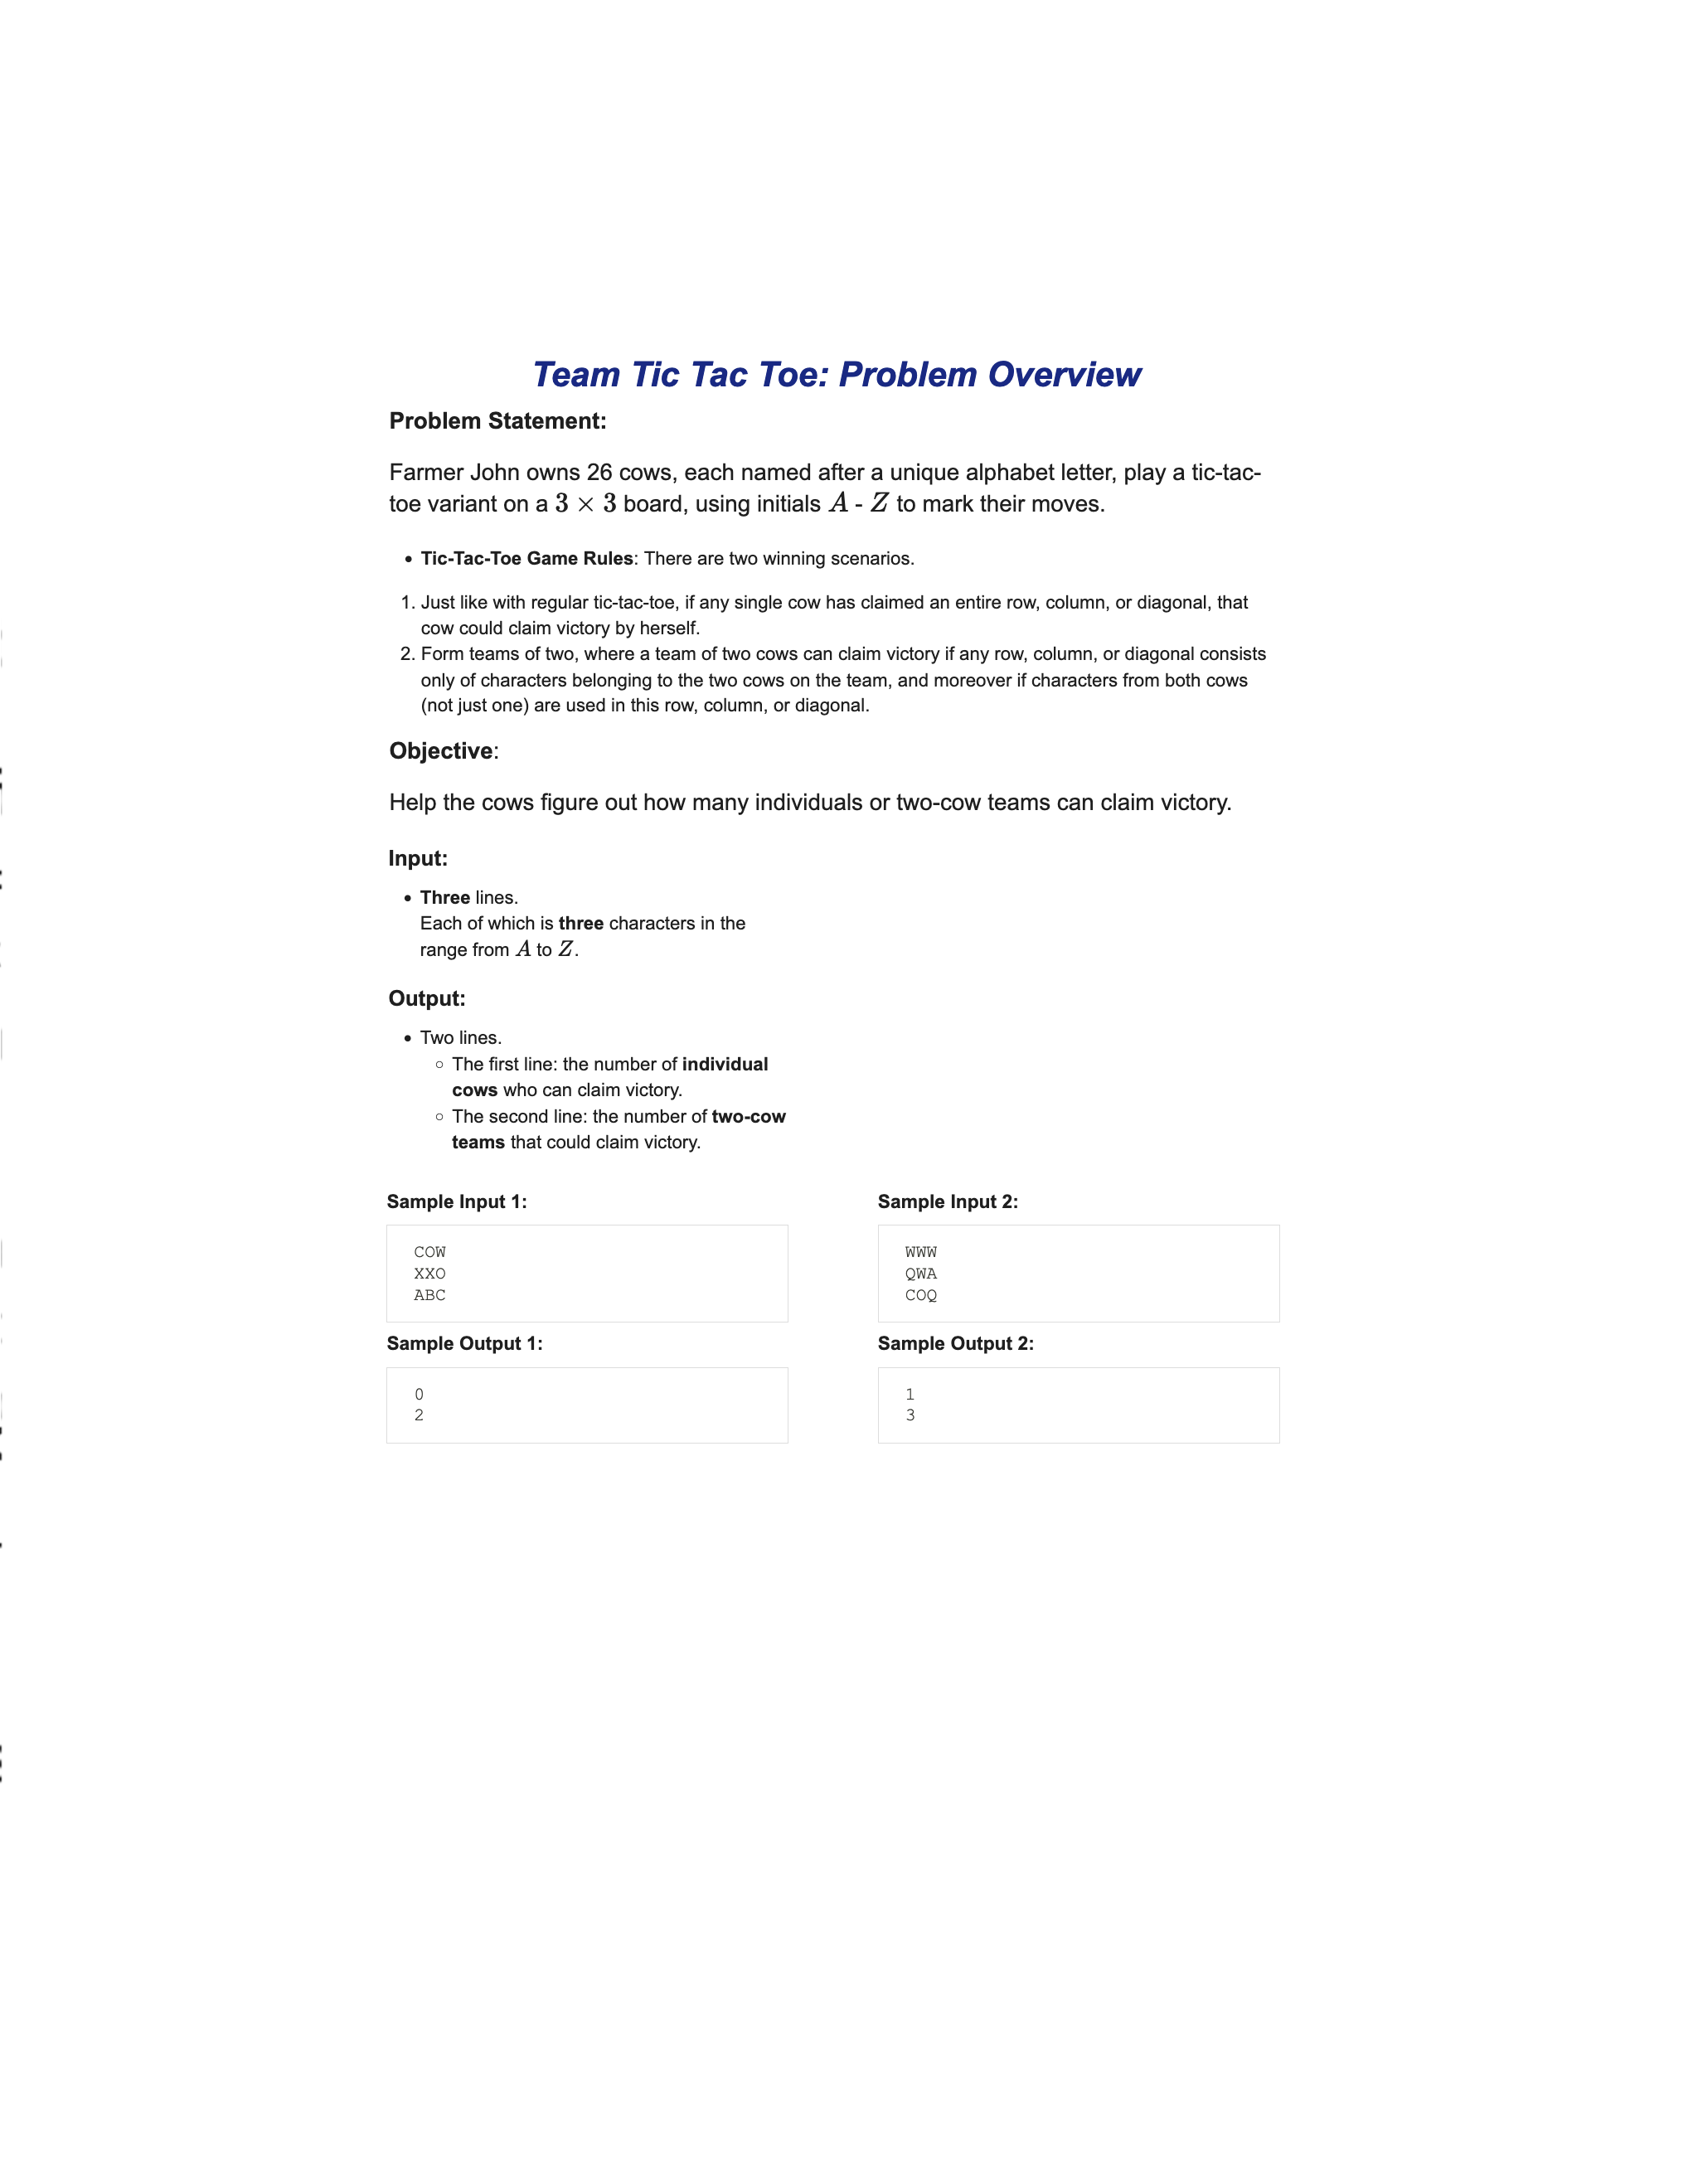 Team Tic Tac Toe: Problem Overview
Problem Statement:
Farmer John owns 26 cows, each named after a unique alphabet letter, play a tic-tac-
toe variant on a 3 × 3 board, using initials A - Z to mark their moves.
• Tic-Tac-Toe Game Rules: There are two winning scenarios.
1. Just like with regular tic-tac-toe, if any single cow has claimed an entire row, column, or diagonal, that
cow could claim victory by herself.
2. Form teams of two, where a team of two cows can claim victory if any row, column, or diagonal consists
only of characters belonging to the two cows on the team, and moreover if characters from both cows
(not just one) are used in this row, column, or diagonal.
Objective:
Help the cows figure out how many individuals or two-cow teams can claim victory.
Input:
• Three lines.
Each of which is three characters in the
range from A to Z.
Output:
• Two lines.
◦ The first line: the number of individual
cows who can claim victory.
◦ The second line: the number of two-cow
teams that could claim victory.
Sample Input 1:
COW
XXO
ABC
Sample Output 1:
0
2
Sample Input 2:
WWW
QWA
COQ
Sample Output 2:
1
3